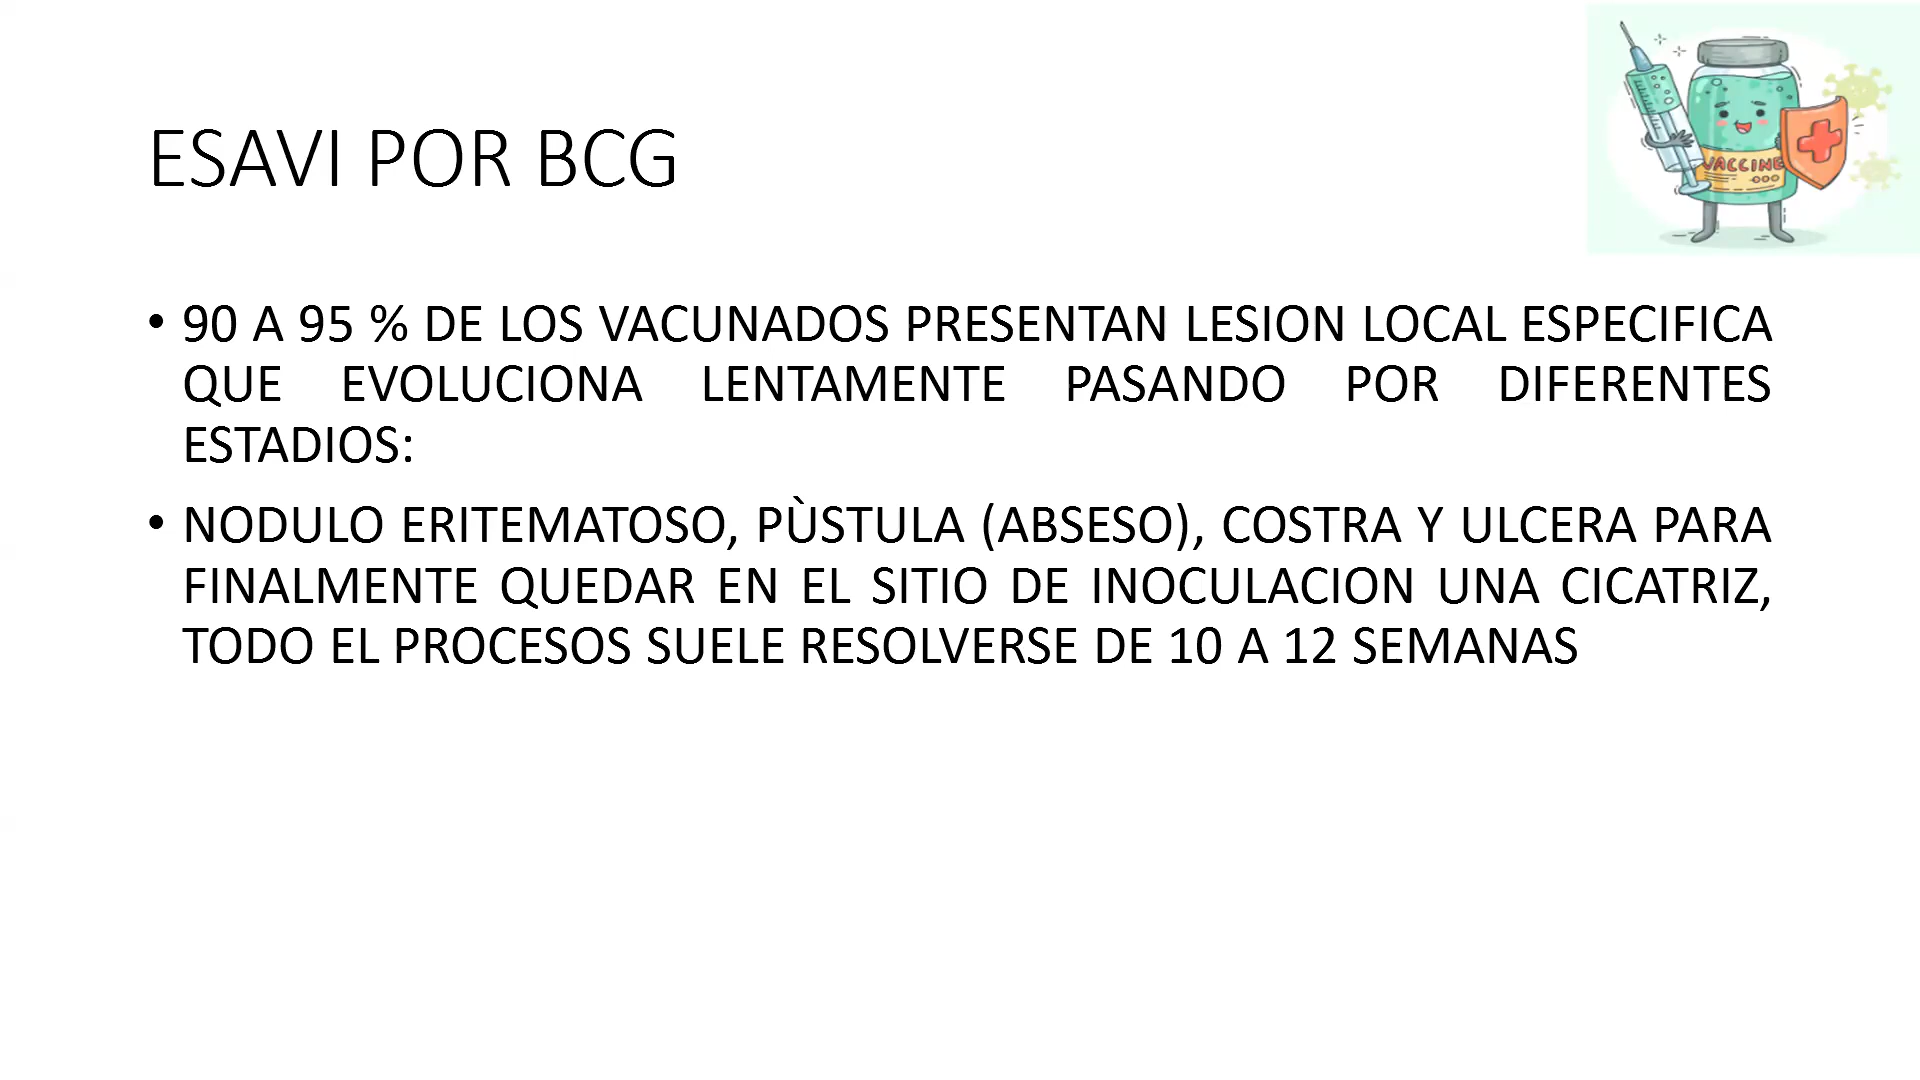 ESAVI POR BCG
VACCINE
• 90 A 95 % DE LOS VACUNADOS PRESENTAN LESION LOCAL ESPECIFICA
QUE EVOLUCIONA LENTAMENTE PASANDO POR DIFERENTES
ESTADIOS:
• NODULO ERITEMATOSO, PÙSTULA (ABSESO), COSTRA Y ULCERA PARA
FINALMENTE QUEDAR EN EL SITIO DE INOCULACION UNA CICATRIZ,
TODO EL PROCESOS SUELE RESOLVERSE DE 10 A 12 SEMANAS